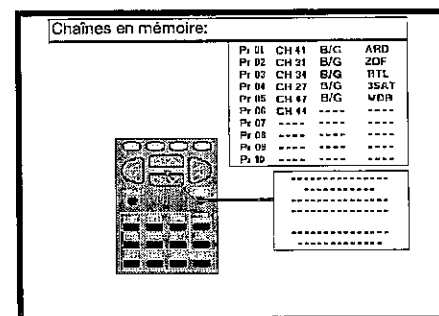 Chaînes en mémoire:
Pr 01 CH 41 B/G ARD
Pr 02 CH 31 B/G ZDF
Pr 03 CH 34 B/G RTL
Pr 04 CH 27 B/G 3SAT
Pr 05 CH 47 B/G WDR
Pr 06 CH 44 ---- ----
Pr 07 ---- ---- ----
Pr 08 ---- ---- ----
Pr 09 ---- ---- ----
Pr 10 ---- ---- ----